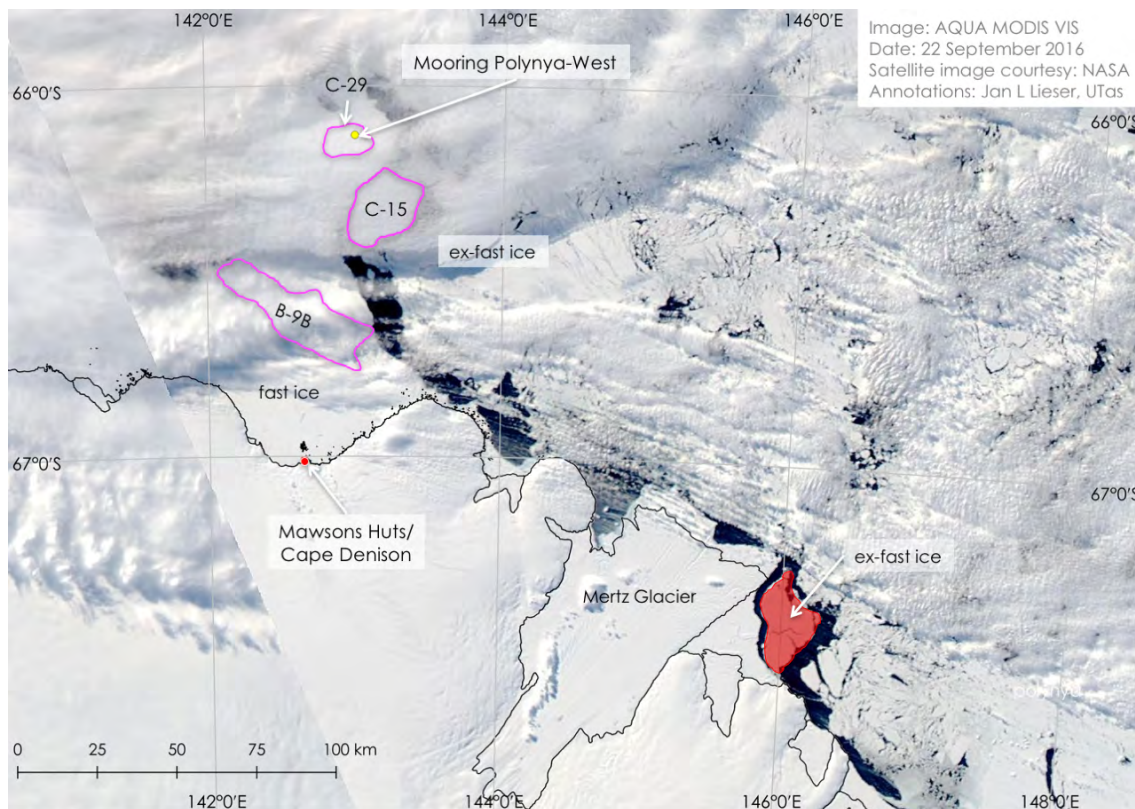 142°0'E
144°0'E
146°0'E
Image: AQUA MODIS VIS
Date: 22 September 2016
Satellite image courtesy: NASA
Annotations: Jan L Lieser, UTas
Mooring Polynya-West
C-29
66°0'S
66°0'S
C-15
ex-fast ice
B-9B
fast ice
67°0'S
67°0'S
Mawsons Huts/
Cape Denison
ex-fast ice
Mertz Glacier
polynya
0 25 50 75 100 km
142°0'E
144°0'E
146°0'E
148°0'E